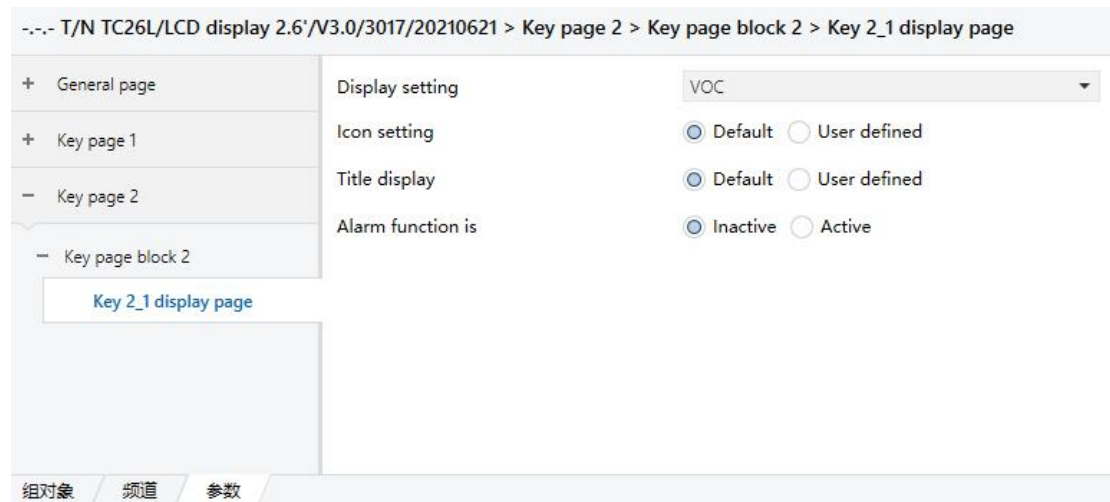 -.-.- T/N TC26L/LCD display 2.6'/V3.0/3017/20210621 > Key page 2 > Key page block 2 > Key 2_1 display page
+ General page
+ Key page 1
− Key page 2
− Key page block 2
Key 2_1 display page
Display setting VOC
Icon setting Default User defined
Title display Default User defined
Alarm function is Inactive Active
组对象 频道 参数